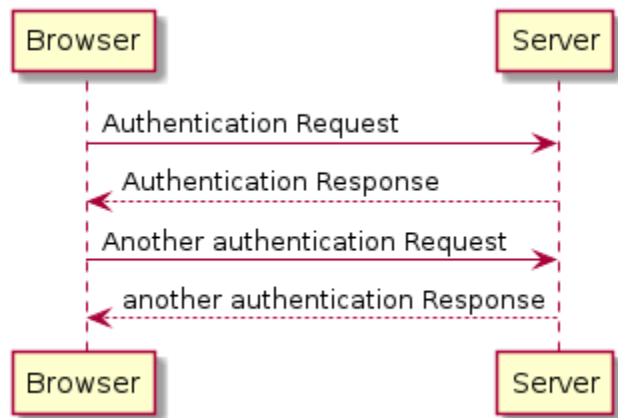 Browser
Server
Authentication Request
Authentication Response
Another authentication Request
another authentication Response
Browser
Server